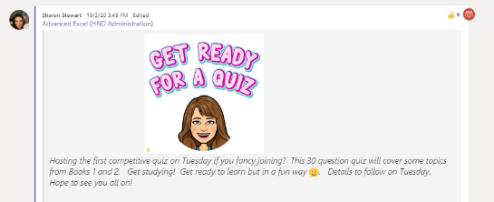 Sharon Stewart 10/2/20 3:45 PM Edited
Advanced Excel (HND Administration)
GET READY
FOR A QUIZ
Hosting the first competitive quiz on Tuesday if you fancy joining? This 30 question quiz will cover some topics
from Books 1 and 2. Get studying! Get ready to learn but in a fun way 🙂. Details to follow on Tuesday.
Hope to see you all on!